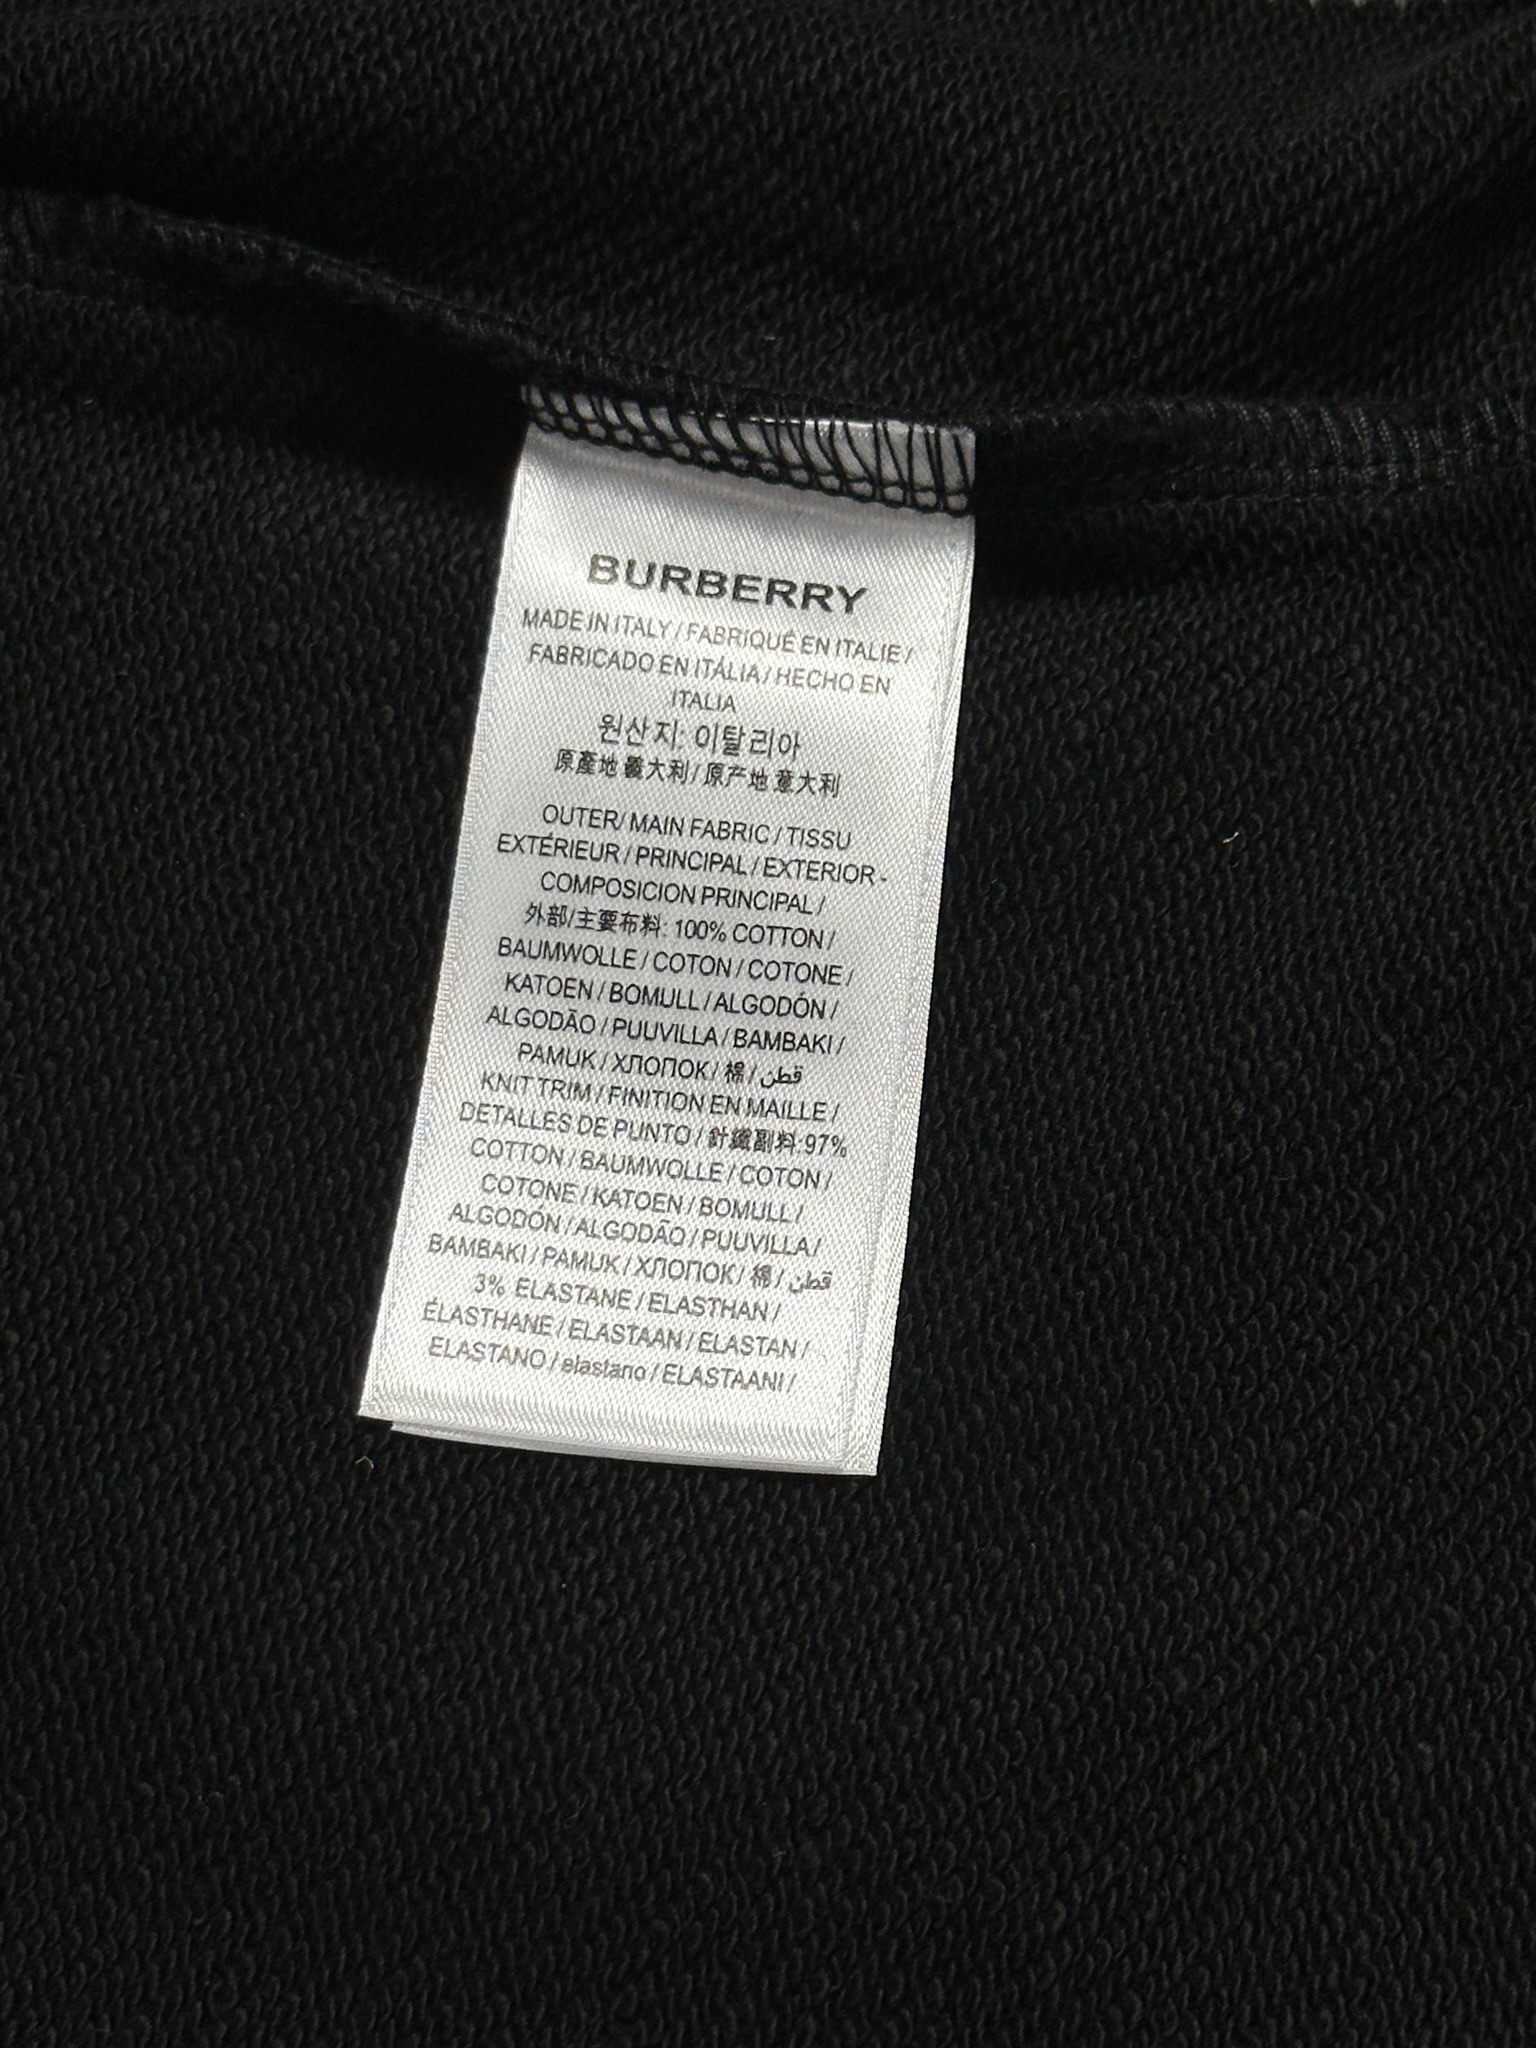 BURBERRY
MADE IN ITALY / FABRIQUÉ EN ITALIE /
FABRICADO EN ITÁLIA / HECHO EN
ITALIA
원산지: 이탈리아
原產地 義大利 / 原产地 意大利
OUTER/ MAIN FABRIC / TISSU
EXTÉRIEUR / PRINCIPAL / EXTERIOR -
COMPOSICION PRINCIPAL /
外部/主要布料: 100% COTTON /
BAUMWOLLE / COTON / COTONE /
KATOEN / BOMULL / ALGODÓN /
ALGODÃO / PUUVILLA / BAMBAKI /
PAMUK / ХЛОПОК / 棉 / قطن
KNIT TRIM / FINITION EN MAILLE /
DETALLES DE PUNTO / 針織副料:97%
COTTON / BAUMWOLLE / COTON /
COTONE / KATOEN / BOMULL /
ALGODÓN / ALGODÃO / PUUVILLA /
BAMBAKI / PAMUK / ХЛОПОК / 棉 / قطن
3% ELASTANE / ELASTHAN /
ÉLASTHANE / ELASTAAN / ELASTAN /
ELASTANO / elastano / ELASTAANI /